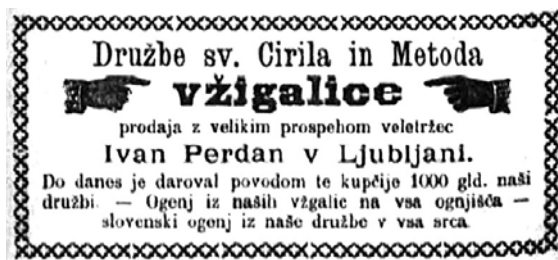 Družbe sv. Cirila in Metoda
vžigalice
prodaja z velikim prospehom veletržec
Ivan Perdan v Ljubljani.
Do danes je daroval povodom te kupčije 1000 gld. naši
družbi. — Ogenj iz naših vžgalic na vsa ognjišča —
slovenski ogenj iz naše družbe v vsa srca.